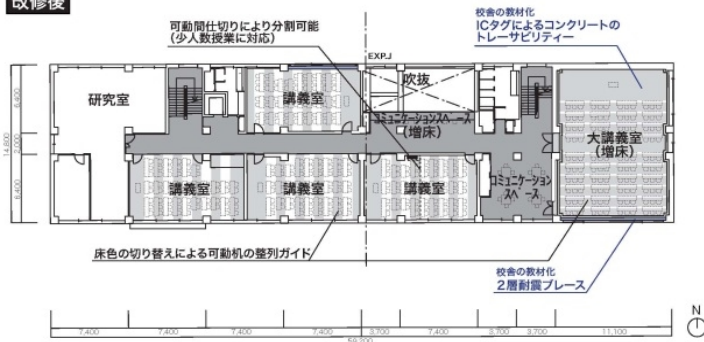 改修後
可動間仕切りにより分割可能
(少人数授業に対応)
EXP.J
校舎の教材化
ICタグによるコンクリートの
トレーサビリティー
研究室
講義室
吹抜
コミュニケーションスペース
(増床)
大講義室
(増床)
講義室
講義室
講義室
コミュニケーション
スペース
床色の切り替えによる可動机の整列ガイド
校舎の教材化
2層耐震ブレース
6,400
2,000
6,400
14,800
N
7,400
7,400
7,400
7,400
3,700
7,400
3,700
3,700
11,100
59,200